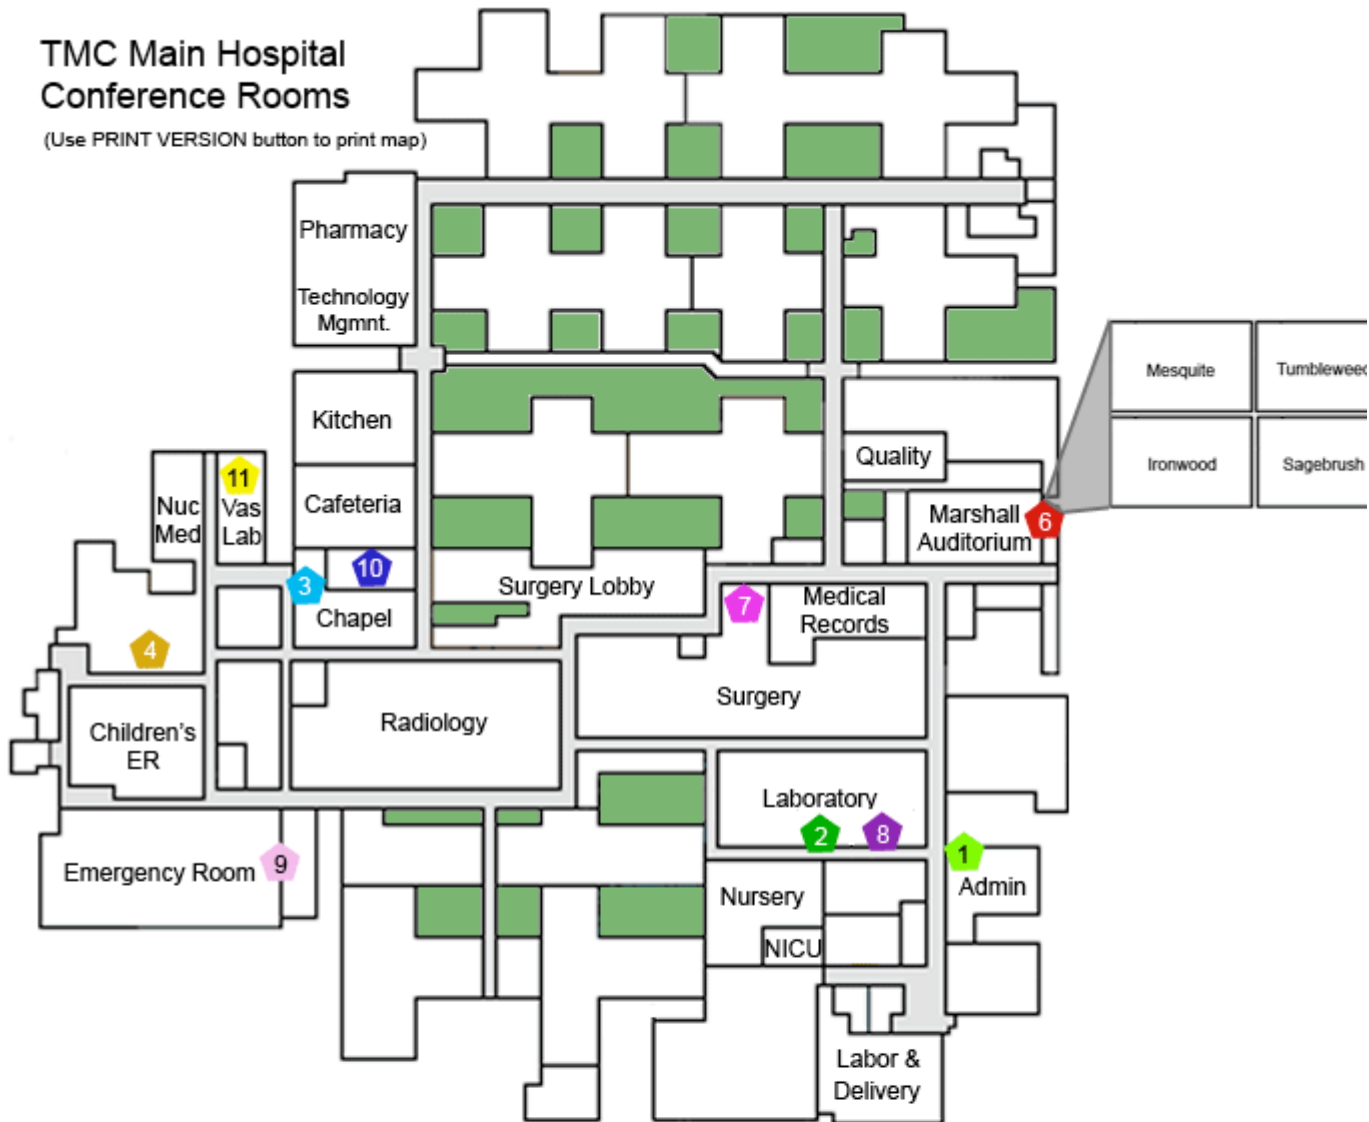 TMC Main Hospital
Conference Rooms
(Use PRINT VERSION button to print map)
Pharmacy
Technology
Mgmnt.
Kitchen
Cafeteria
Quality
Mesquite
Tumbleweed
Ironwood
Sagebrush
Marshall
Auditorium
6
11
Nuc
Med
Vas
Lab
3
10
Chapel
Surgery Lobby
7
Medical
Records
4
Children's
ER
Radiology
Surgery
Laboratory
2
8
1
Admin
Emergency Room
9
Nursery
NICU
Labor &
Delivery